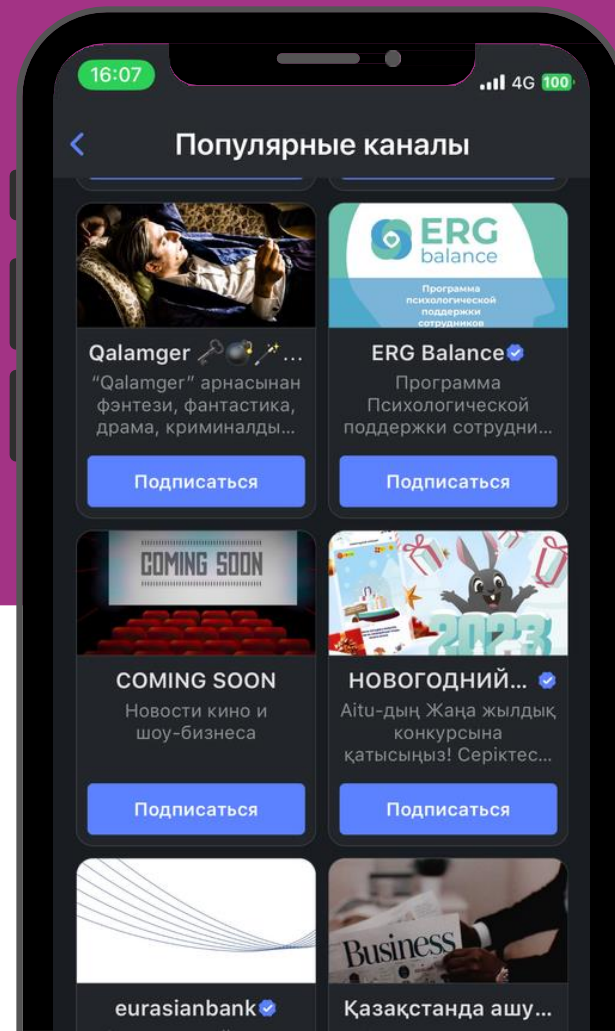 16:07
4G 100
Популярные каналы
ERG
balance
Программа
психологической
поддержки
сотрудников
Qalamger 🗝💣🪄...
ERG Balance
“Qalamger” арнасынан
фэнтези, фантастика,
драма, криминалды...
Программа
Психологической
поддержки сотрудни...
Подписаться
Подписаться
COMING SOON
2023
COMING SOON
НОВОГОДНИЙ...
Новости кино и
шоу-бизнеса
Aitu-дың Жаңа жылдық
конкурсына
қатысыңыз! Серіктес...
Подписаться
Подписаться
Business
eurasianbank
Қазақстанда ашу...